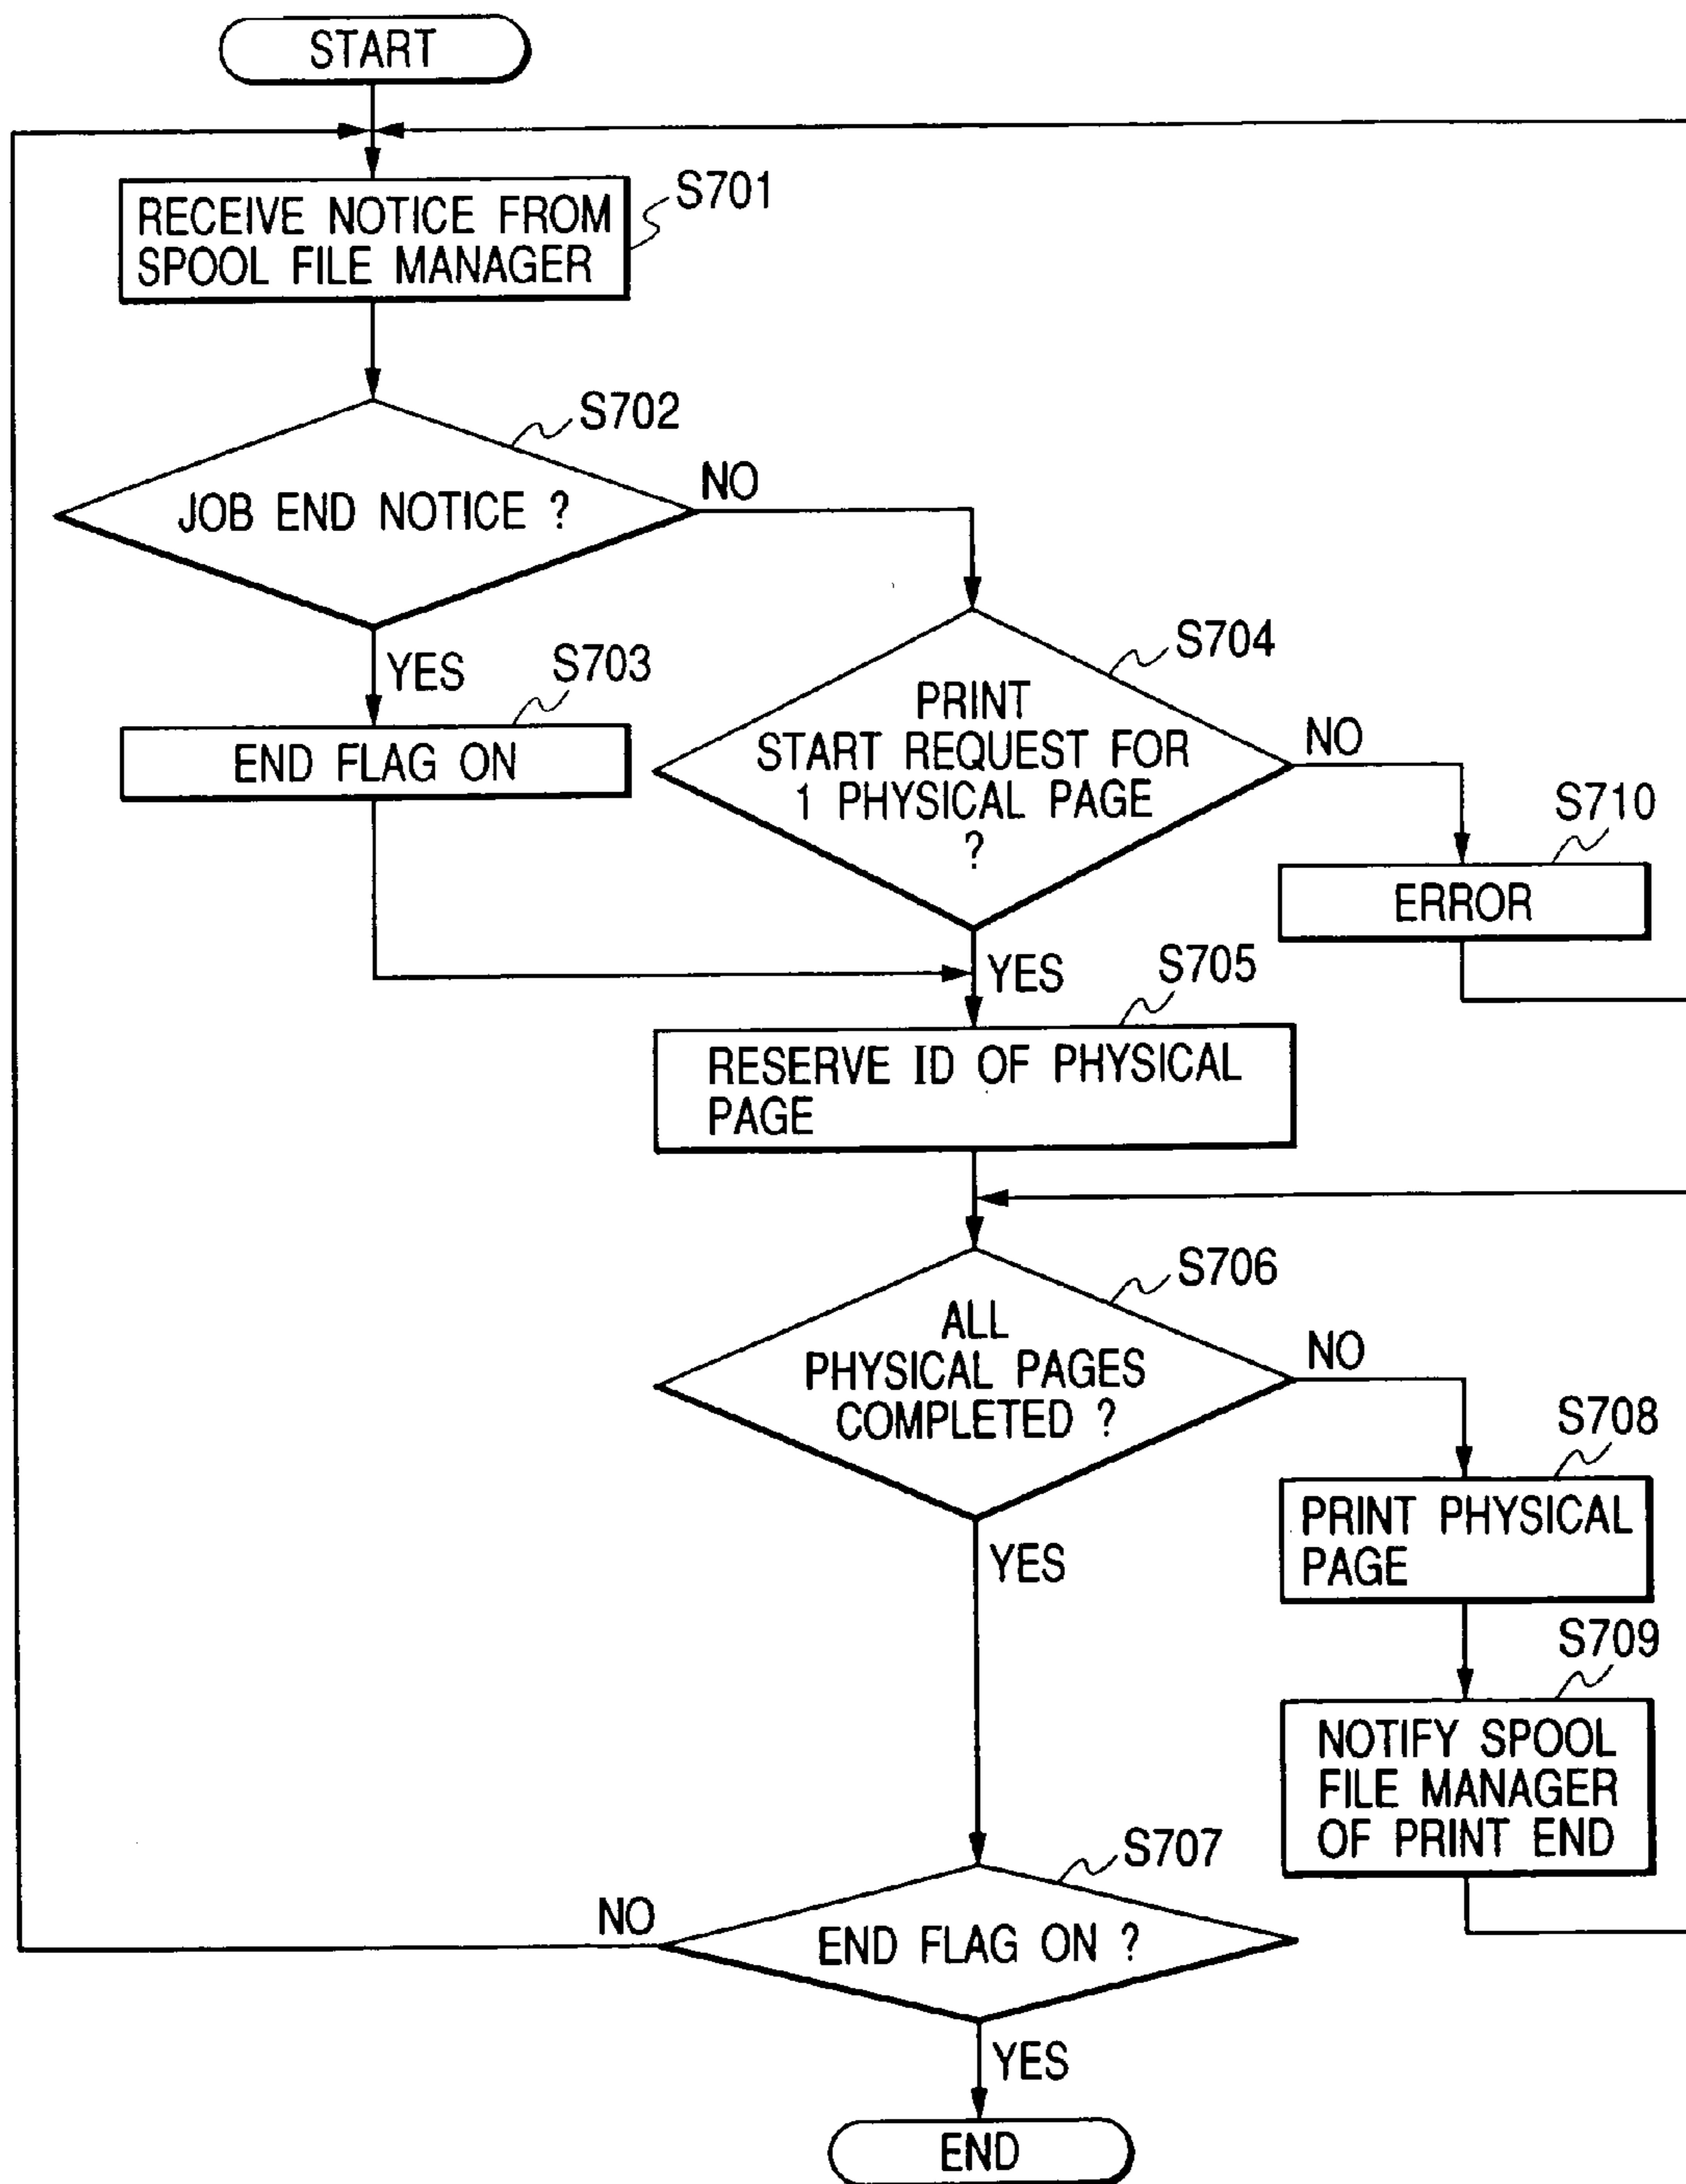 START
RECEIVE NOTICE FROM
SPOOL FILE MANAGER
S701
S702
JOB END NOTICE ?
NO
YES
S703
END FLAG ON
S704
PRINT
START REQUEST FOR
1 PHYSICAL PAGE
?
NO
S710
ERROR
YES
S705
RESERVE ID OF PHYSICAL
PAGE
S706
ALL
PHYSICAL PAGES
COMPLETED ?
NO
S708
PRINT PHYSICAL
PAGE
YES
S709
NOTIFY SPOOL
FILE MANAGER
OF PRINT END
S707
END FLAG ON ?
NO
YES
END